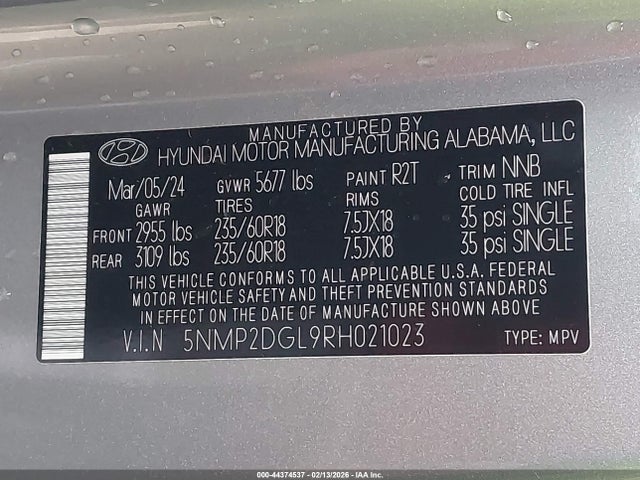 MANUFACTURED BY
HYUNDAI MOTOR MANUFACTURING ALABAMA, LLC
Mar/05/24 GVWR 5677 lbs PAINT R2T TRIM NNB
GAWR TIRES RIMS COLD TIRE INFL
FRONT 2955 lbs 235/60R18 7.5JX18 35 psi SINGLE
REAR 3109 lbs 235/60R18 7.5JX18 35 psi SINGLE
THIS VEHICLE CONFORMS TO ALL APPLICABLE U.S.A. FEDERAL
MOTOR VEHICLE SAFETY AND THEFT PREVENTION STANDARDS
IN EFFECT ON THE DATE OF MANUFACTURE SHOWN ABOVE.
V.I.N 5NMP2DGL9RH021023 TYPE: MPV
000-44374537 - 02/13/2026 - IAA Inc.